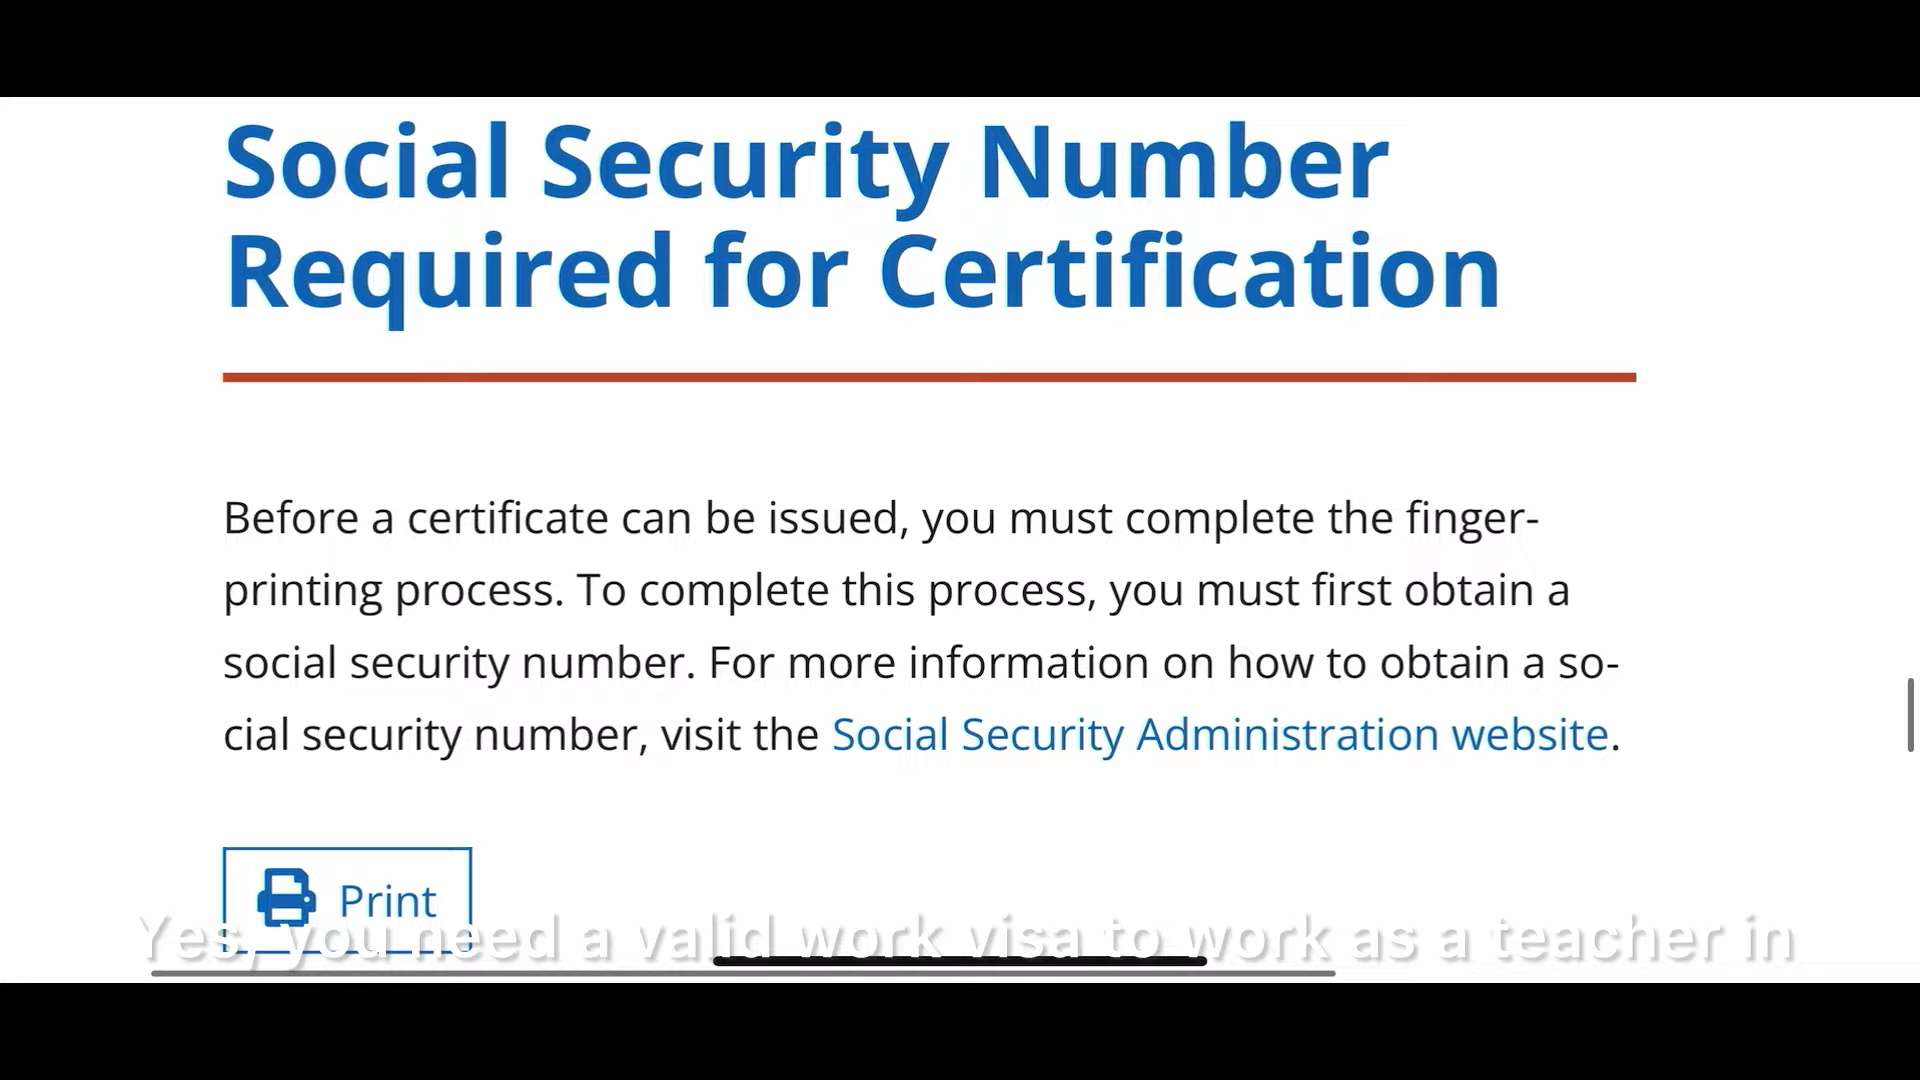 Social Security Number
Required for Certification
Before a certificate can be issued, you must complete the finger-
printing process. To complete this process, you must first obtain a
social security number. For more information on how to obtain a so-
cial security number, visit the Social Security Administration website.
Print
Yes, you need a valid work visa to work as a teacher in